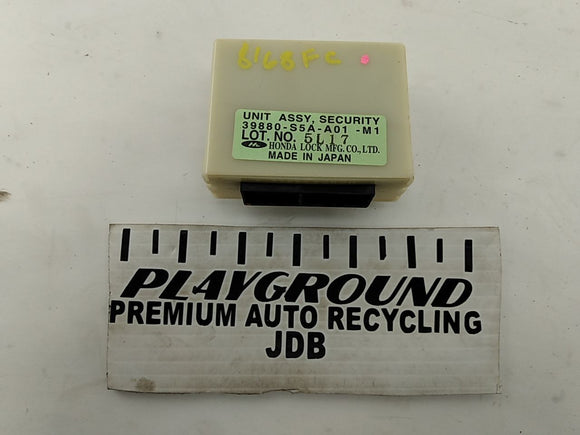 8168FC
UNIT ASSY, SECURITY
39880-S5A-A01 -M1
LOT. NO. 5L17
HONDA LOCK MFG. CO., LTD.
MADE IN JAPAN
PLAYGROUND
PREMIUM AUTO RECYCLING
JDB